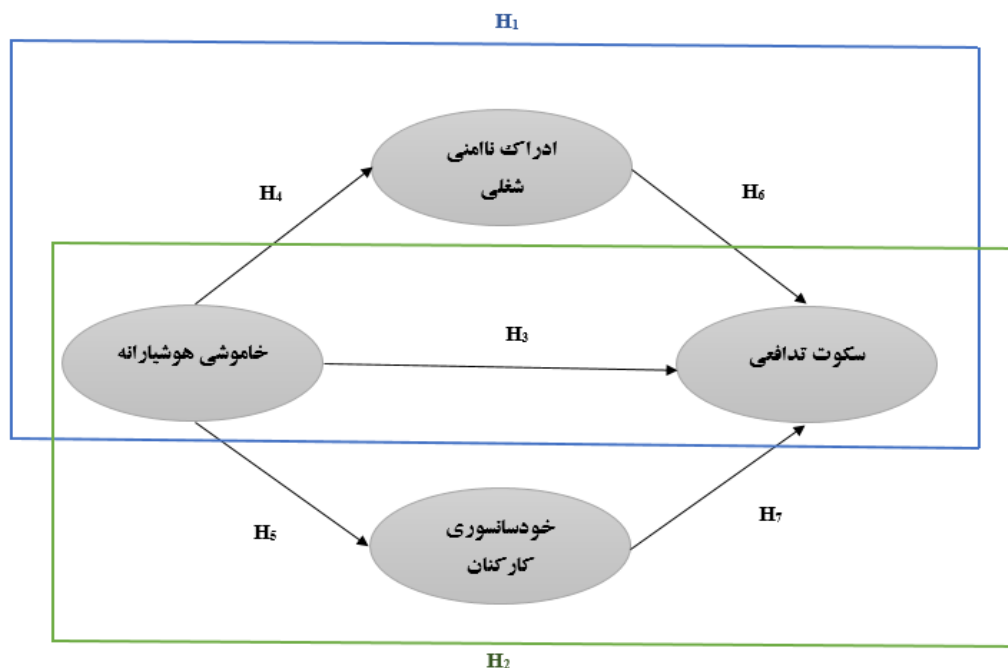 H₁
ادراک ناامنی
شغلی
H₄
H₆
خاموشی هوشیارانه
H₃
سکوت تدافعی
H₅
خودسانسوری
کارکنان
H₇
H₂